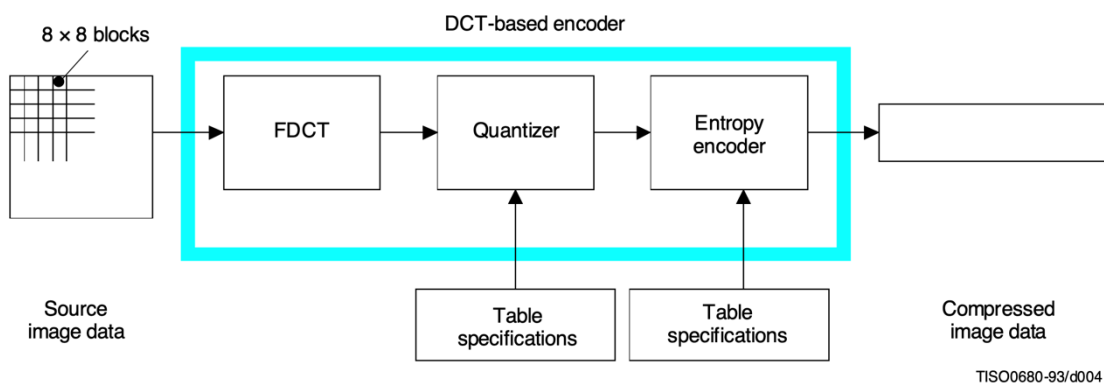 DCT-based encoder
8 × 8 blocks
FDCT
Quantizer
Entropy
encoder
Source
image data
Table
specifications
Table
specifications
Compressed
image data
TISO0680-93/d004